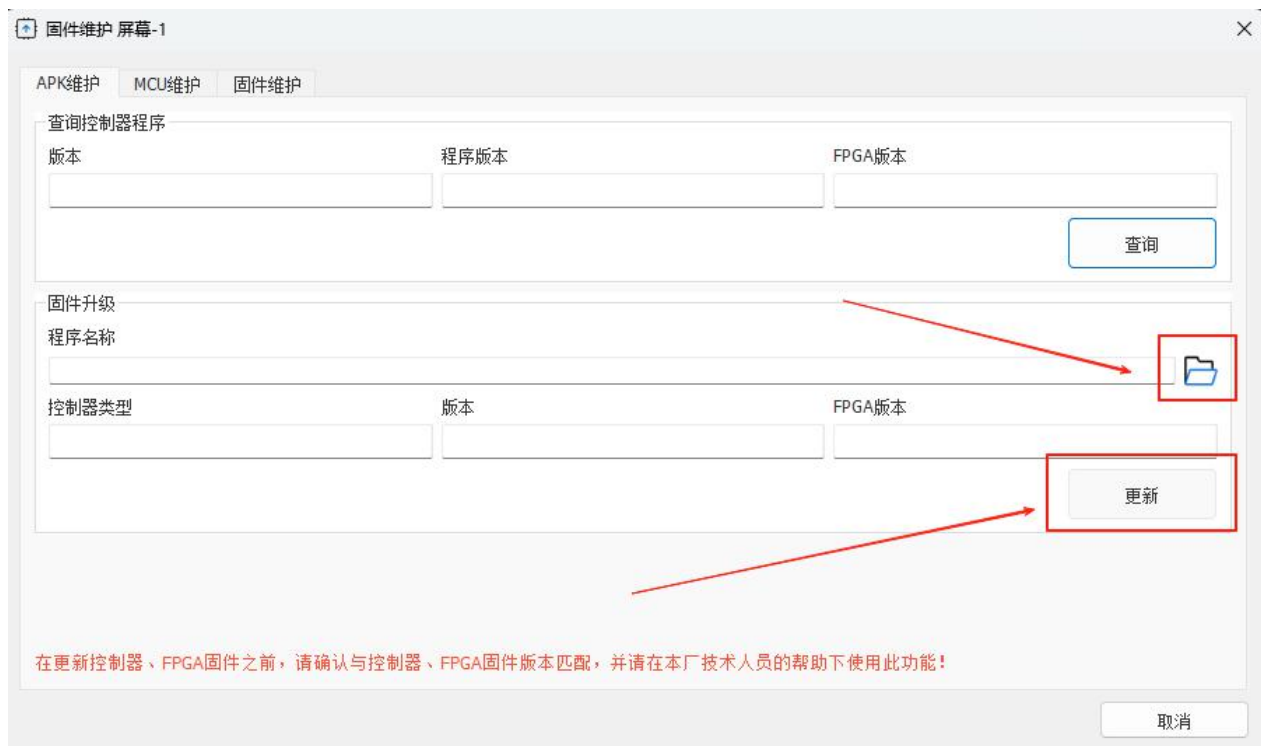 固件维护 屏幕-1
APK维护 MCU维护 固件维护
查询控制器程序
版本 程序版本 FPGA版本
查询
固件升级
程序名称
控制器类型 版本 FPGA版本
更新
在更新控制器、FPGA固件之前，请确认与控制器、FPGA固件版本匹配，并请在本厂技术人员的帮助下使用此功能！
取消